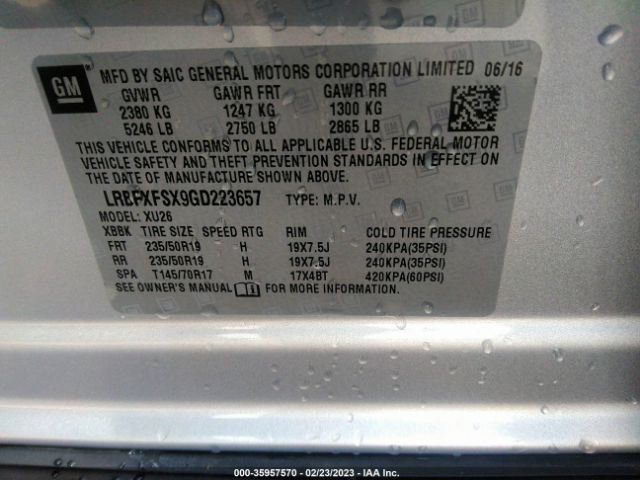 GM
MFD BY SAIC GENERAL MOTORS CORPORATION LIMITED 06/16
GVWR GAWR FRT GAWR RR
2380 KG 1247 KG 1300 KG
5246 LB 2750 LB 2865 LB
THIS VEHICLE CONFORMS TO ALL APPLICABLE U.S. FEDERAL MOTOR
VEHICLE SAFETY AND THEFT PREVENTION STANDARDS IN EFFECT ON
THE DATE OF MANUFACTURE SHOWN ABOVE.
LRBFXFSX9GD223657 TYPE: M.P.V.
MODEL: XU26
XBBK TIRE SIZE SPEED RTG RIM COLD TIRE PRESSURE
FRT 235/50R19 H 19X7.5J 240KPA(35PSI)
RR 235/50R19 H 19X7.5J 240KPA(35PSI)
SPA T145/70R17 M 17X4BT 420KPA(60PSI)
SEE OWNER'S MANUAL FOR MORE INFORMATION.
000-35957570 - 02/23/2023 - IAA Inc.